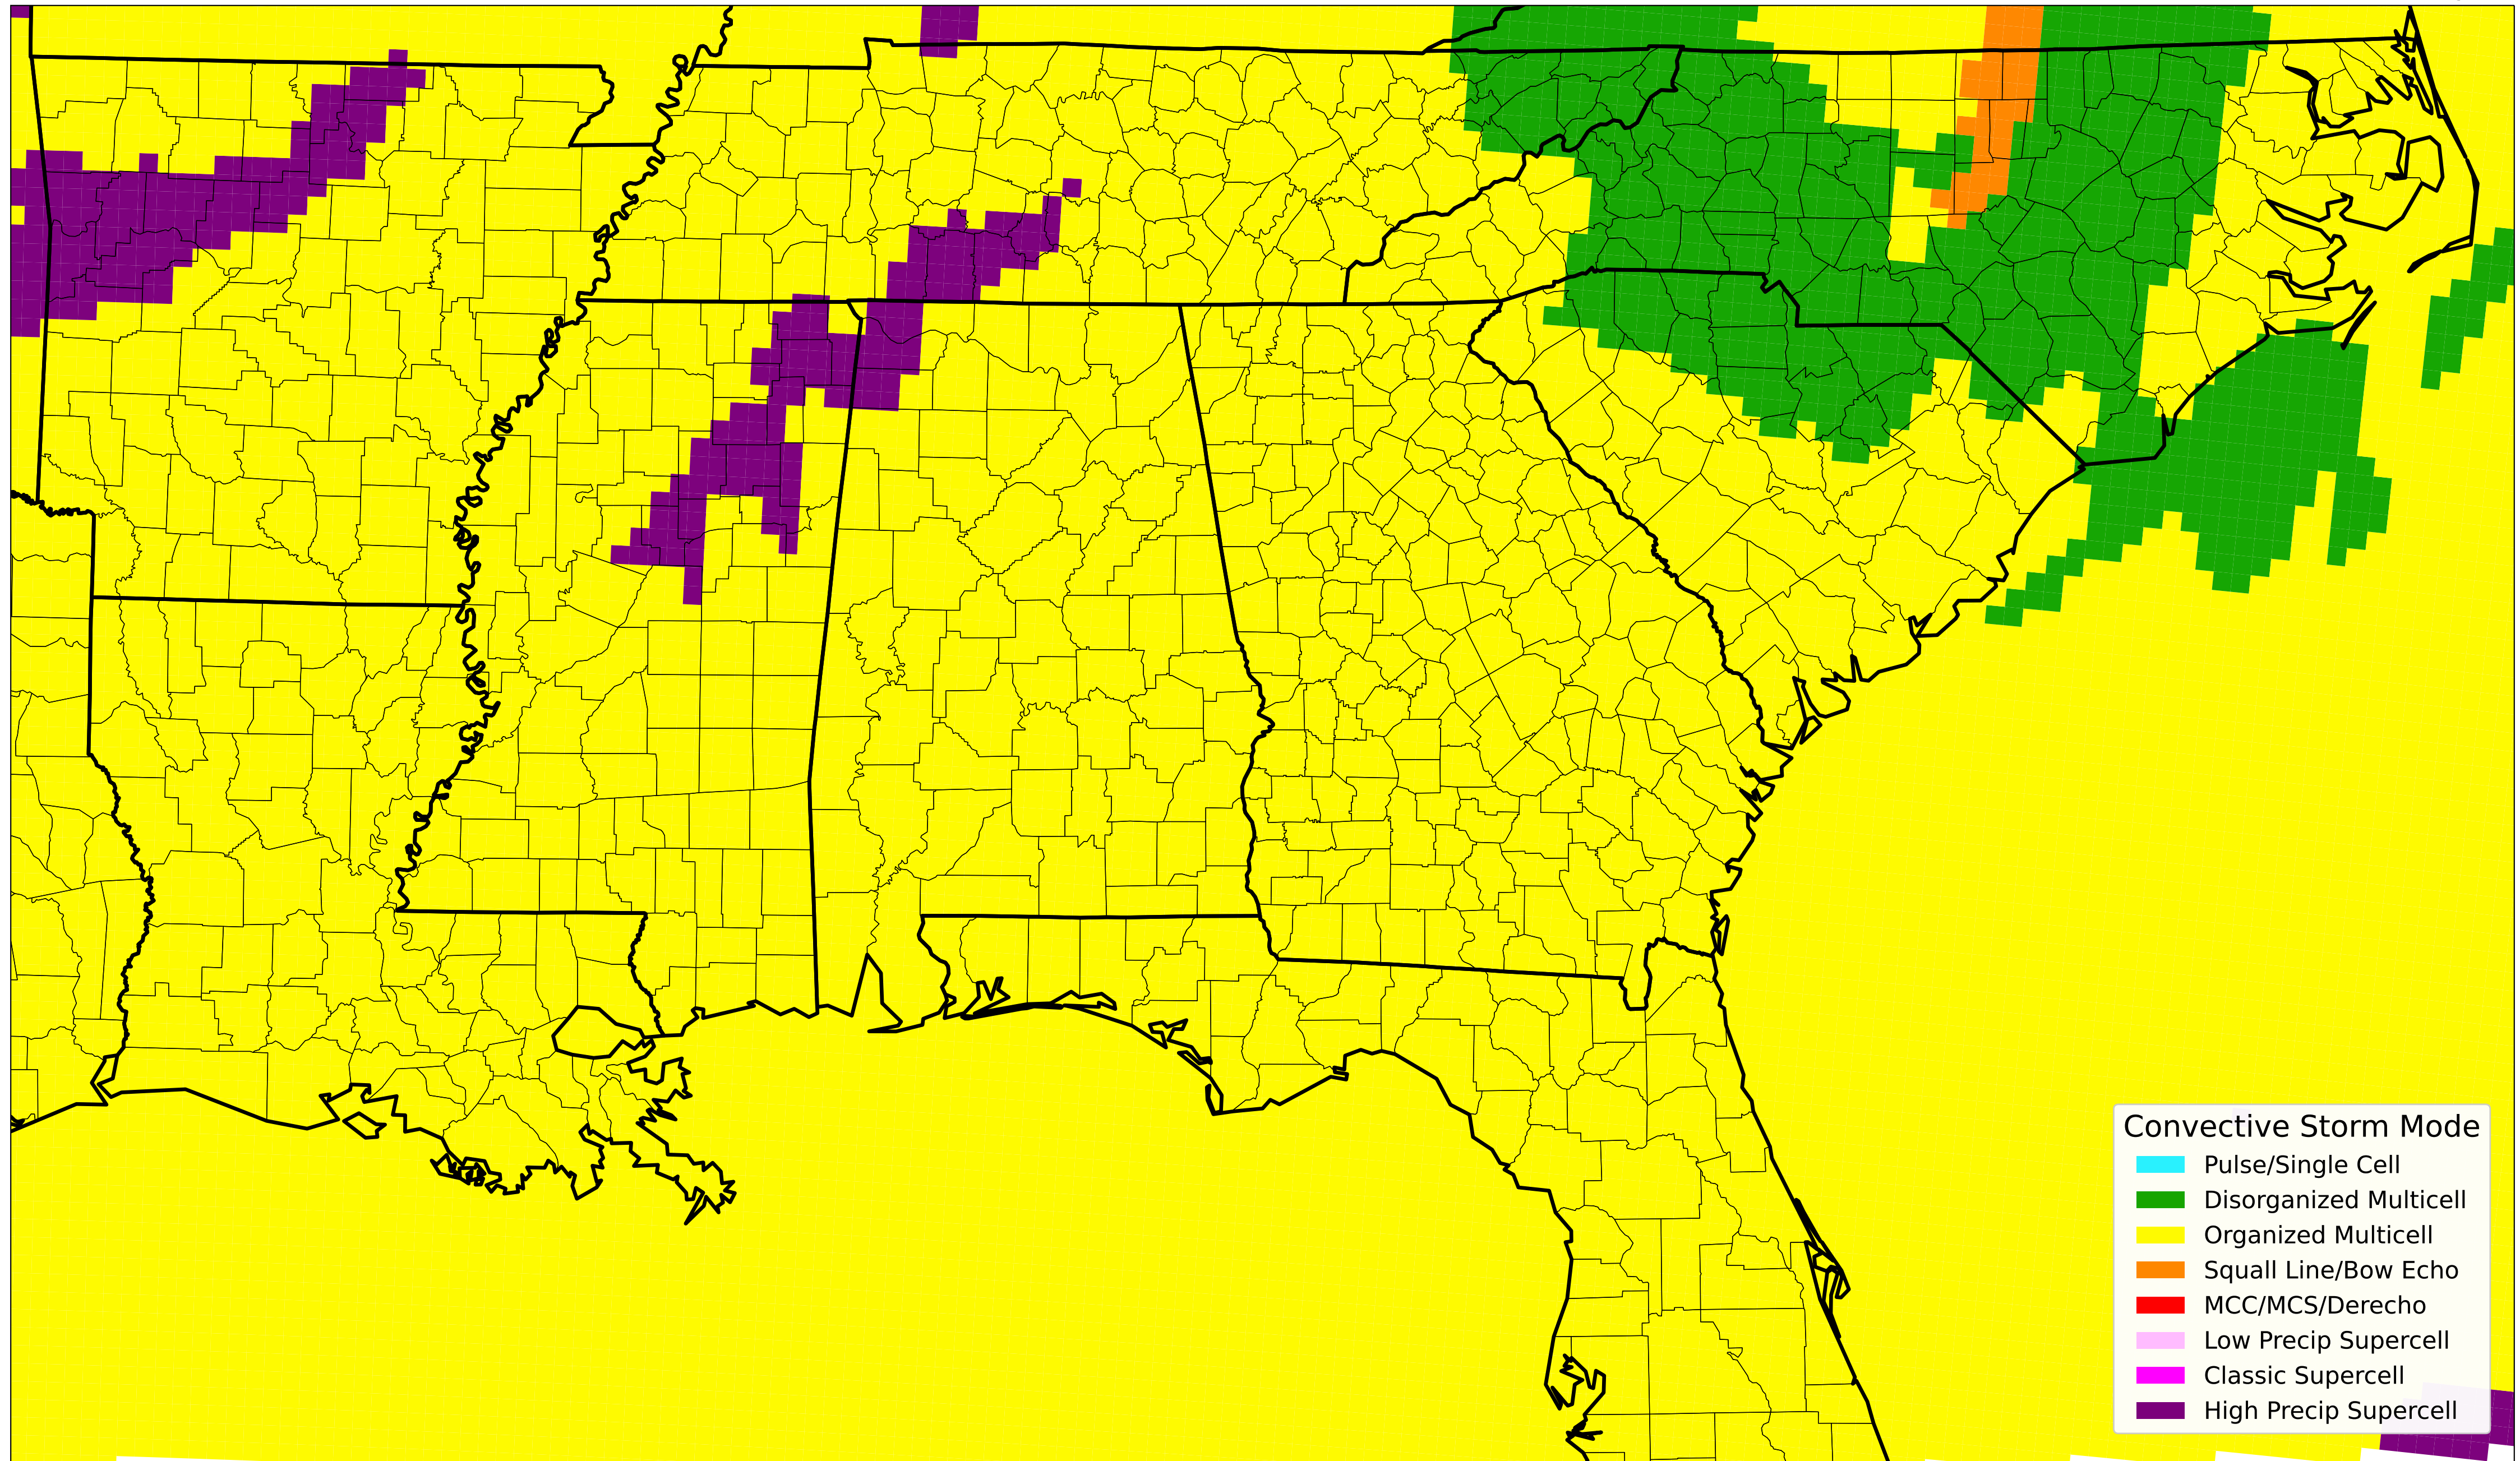 Convective Storm Mode
Pulse/Single Cell
Disorganized Multicell
Organized Multicell
Squall Line/Bow Echo
MCC/MCS/Derecho
Low Precip Supercell
Classic Supercell
High Precip Supercell